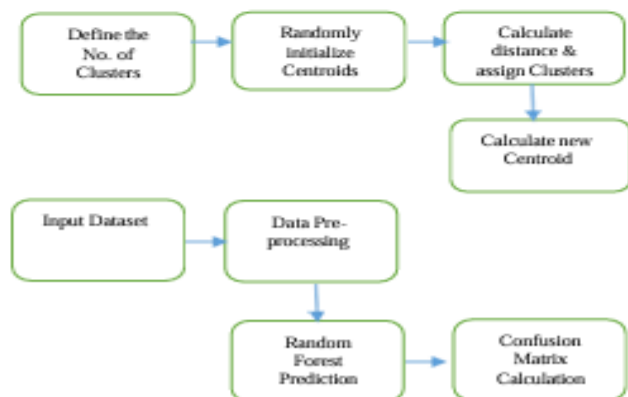 Define the
No. of
Clusters
Randomly
initialize
Centroids
Calculate
distance &
assign Clusters
Calculate new
Centroid
Input Dataset
Data Pre-
processing
Random
Forest
Prediction
Confusion
Matrix
Calculation